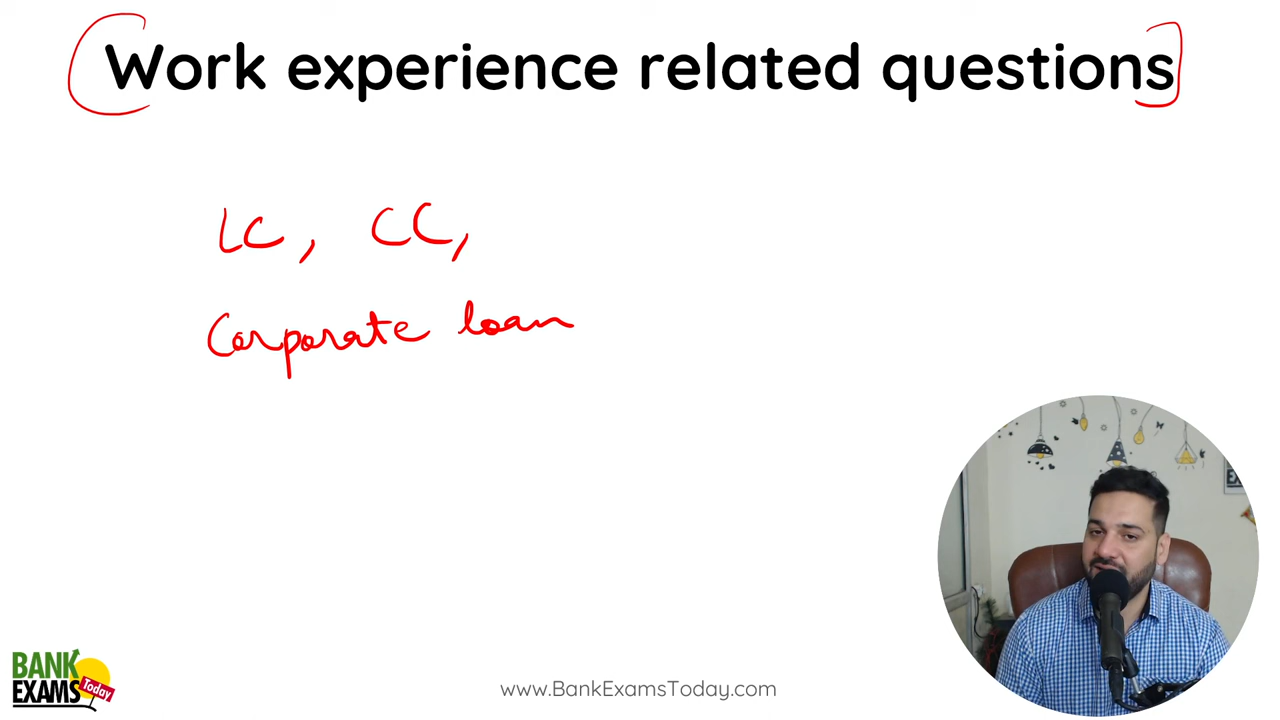 Work experience related questions
LC, CC,
Corporate loan
BANK
EXAMS
Today
www.BankExamsToday.com